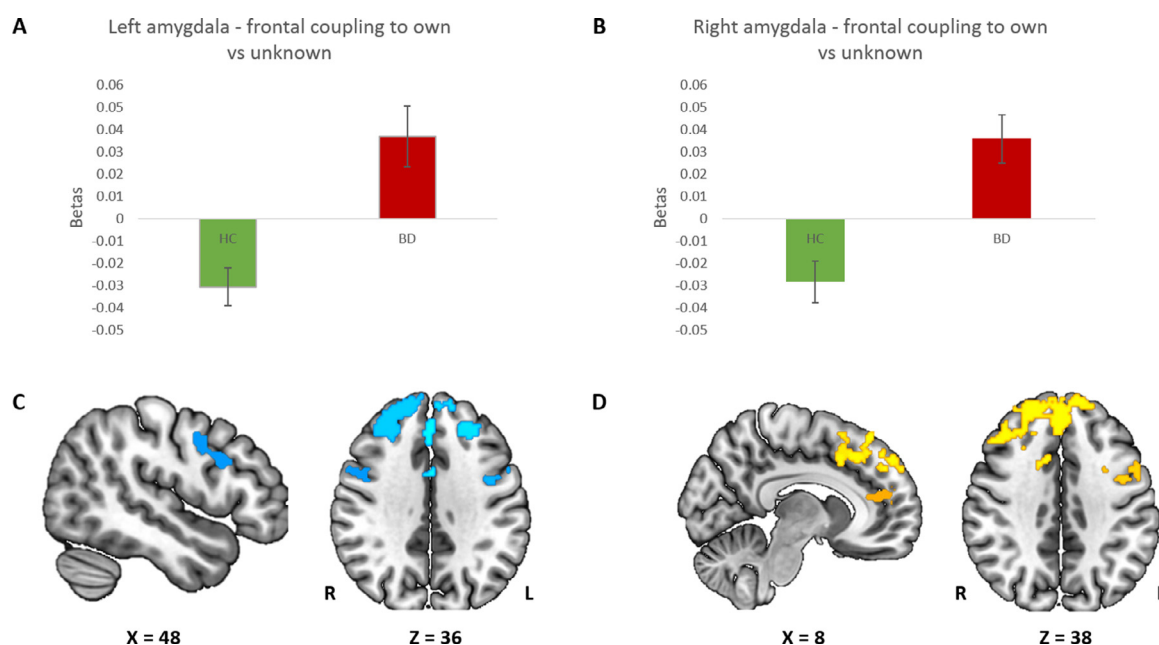 A
Left amygdala - frontal coupling to own
vs unknown
Betas
0.06
0.05
0.04
0.03
0.02
0.01
0
-0.01
-0.02
-0.03
-0.04
-0.05
HC
BD
B
Right amygdala - frontal coupling to own
vs unknown
Betas
0.06
0.05
0.04
0.03
0.02
0.01
0
-0.01
-0.02
-0.03
-0.04
-0.05
HC
BD
C
R L
X = 48 Z = 36
D
R
X = 8 Z = 38